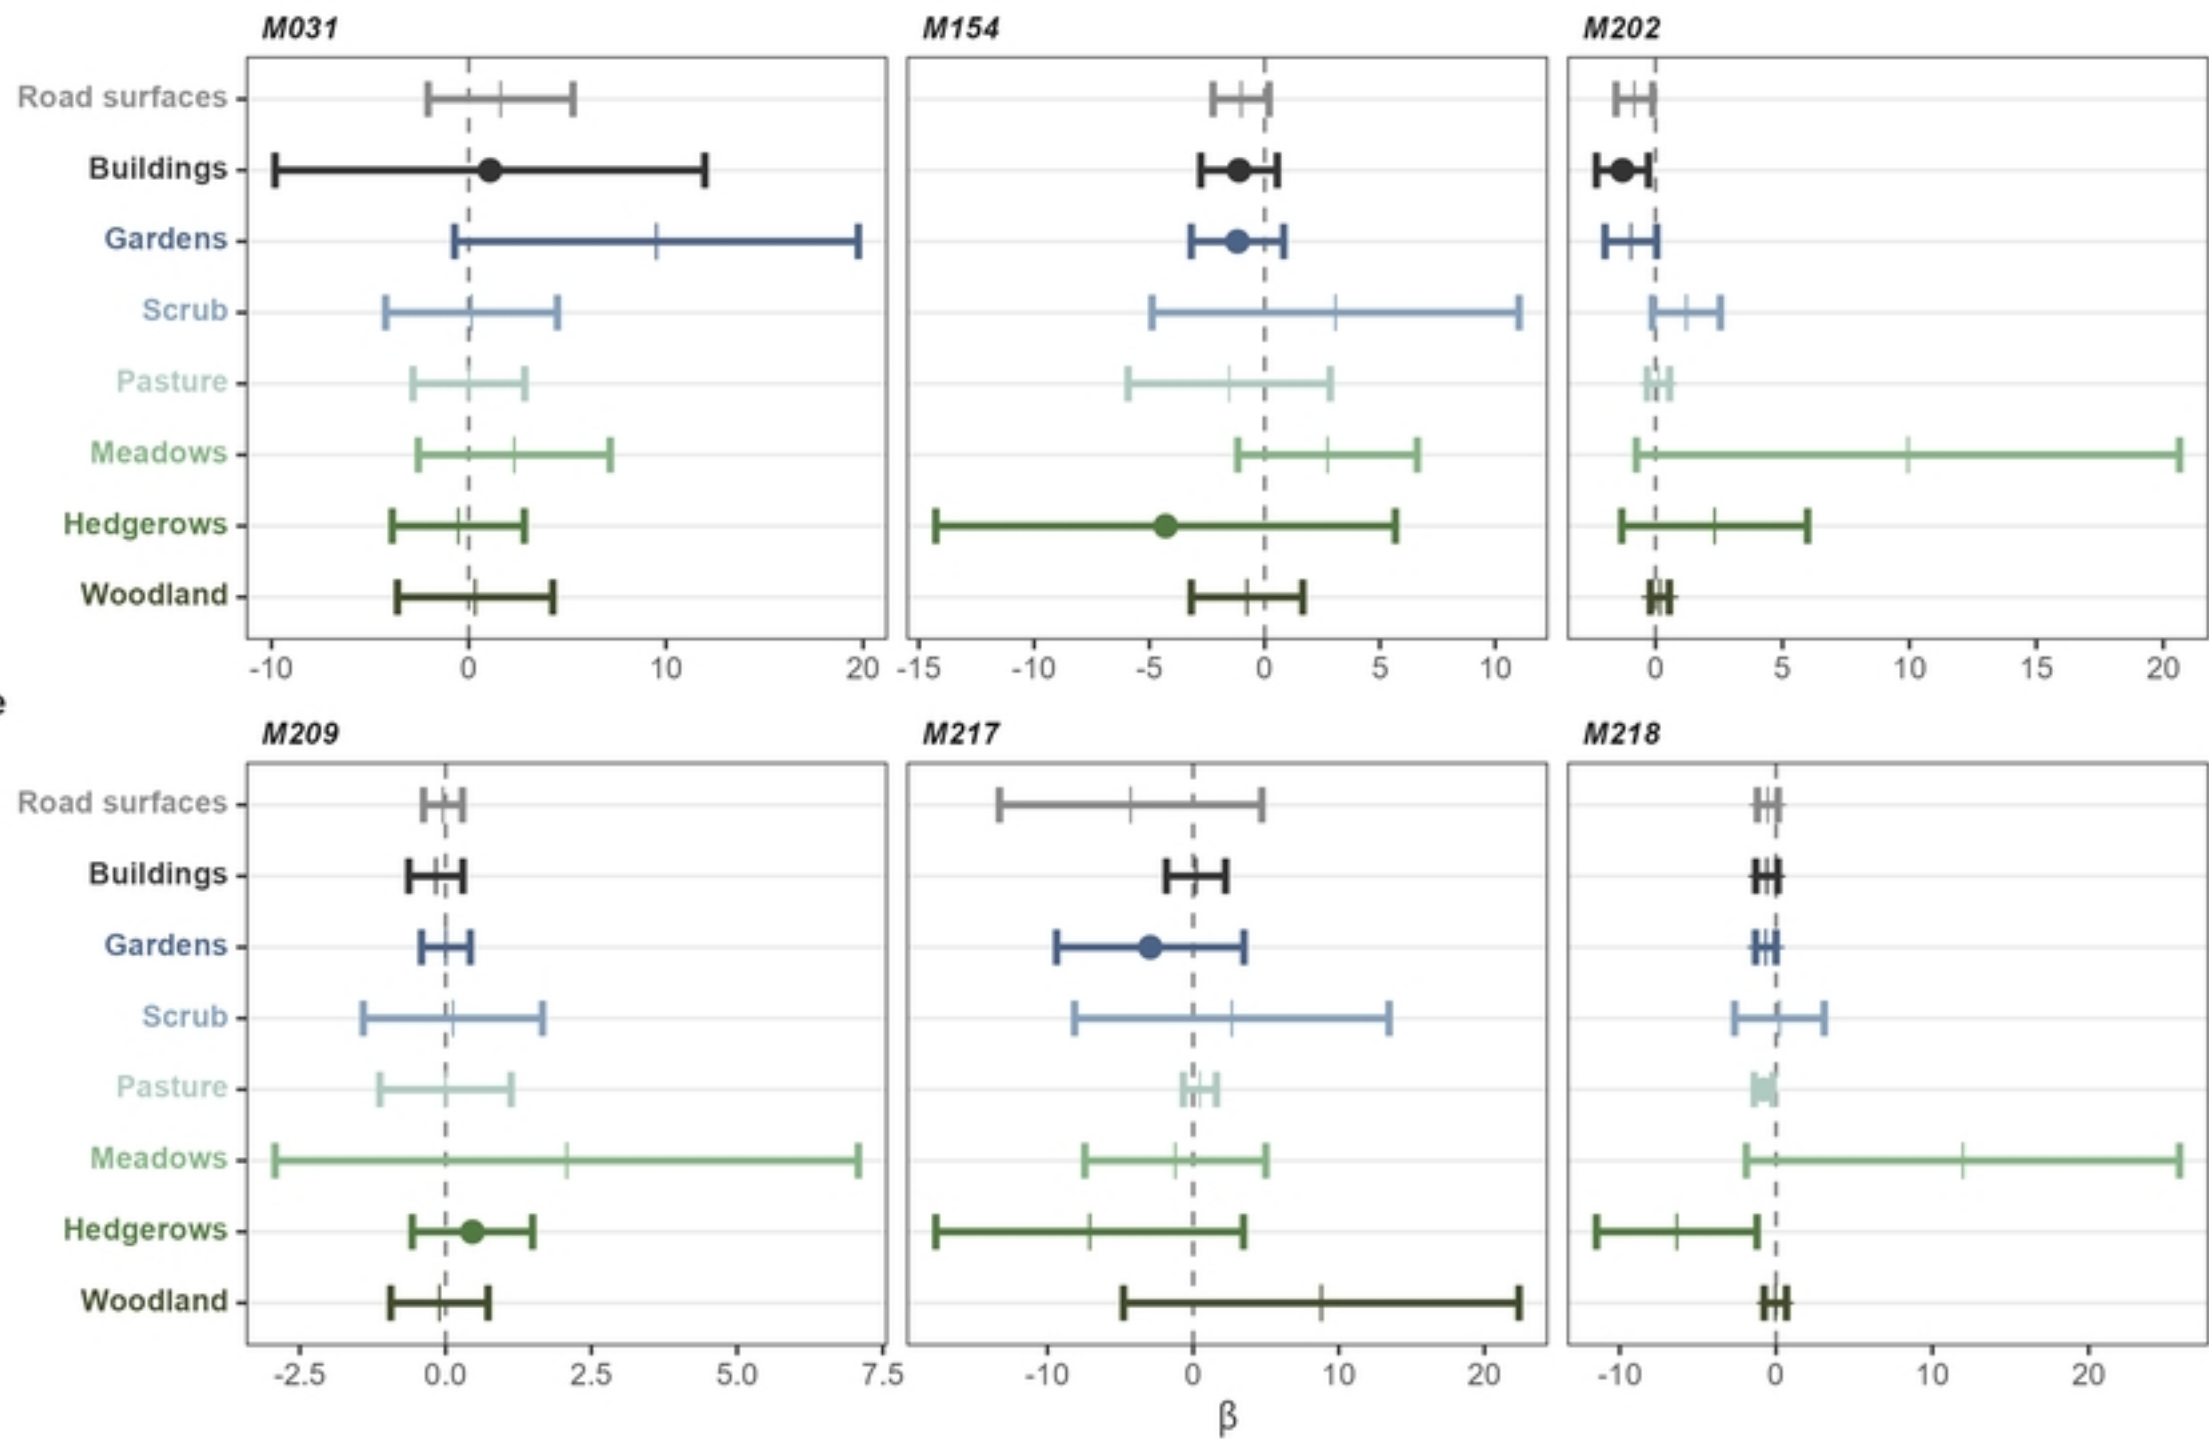 M031 M154 M202
Road surfaces
Buildings
Gardens
Scrub
Pasture
Meadows
Hedgerows
Woodland
-10 0 10 20 -15 -10 -5 0 5 10 0 5 10 15 20
e
M209 M217 M218
Road surfaces
Buildings
Gardens
Scrub
Pasture
Meadows
Hedgerows
Woodland
-2.5 0.0 2.5 5.0 7.5 -10 0 10 20 -10 0 10 20
β